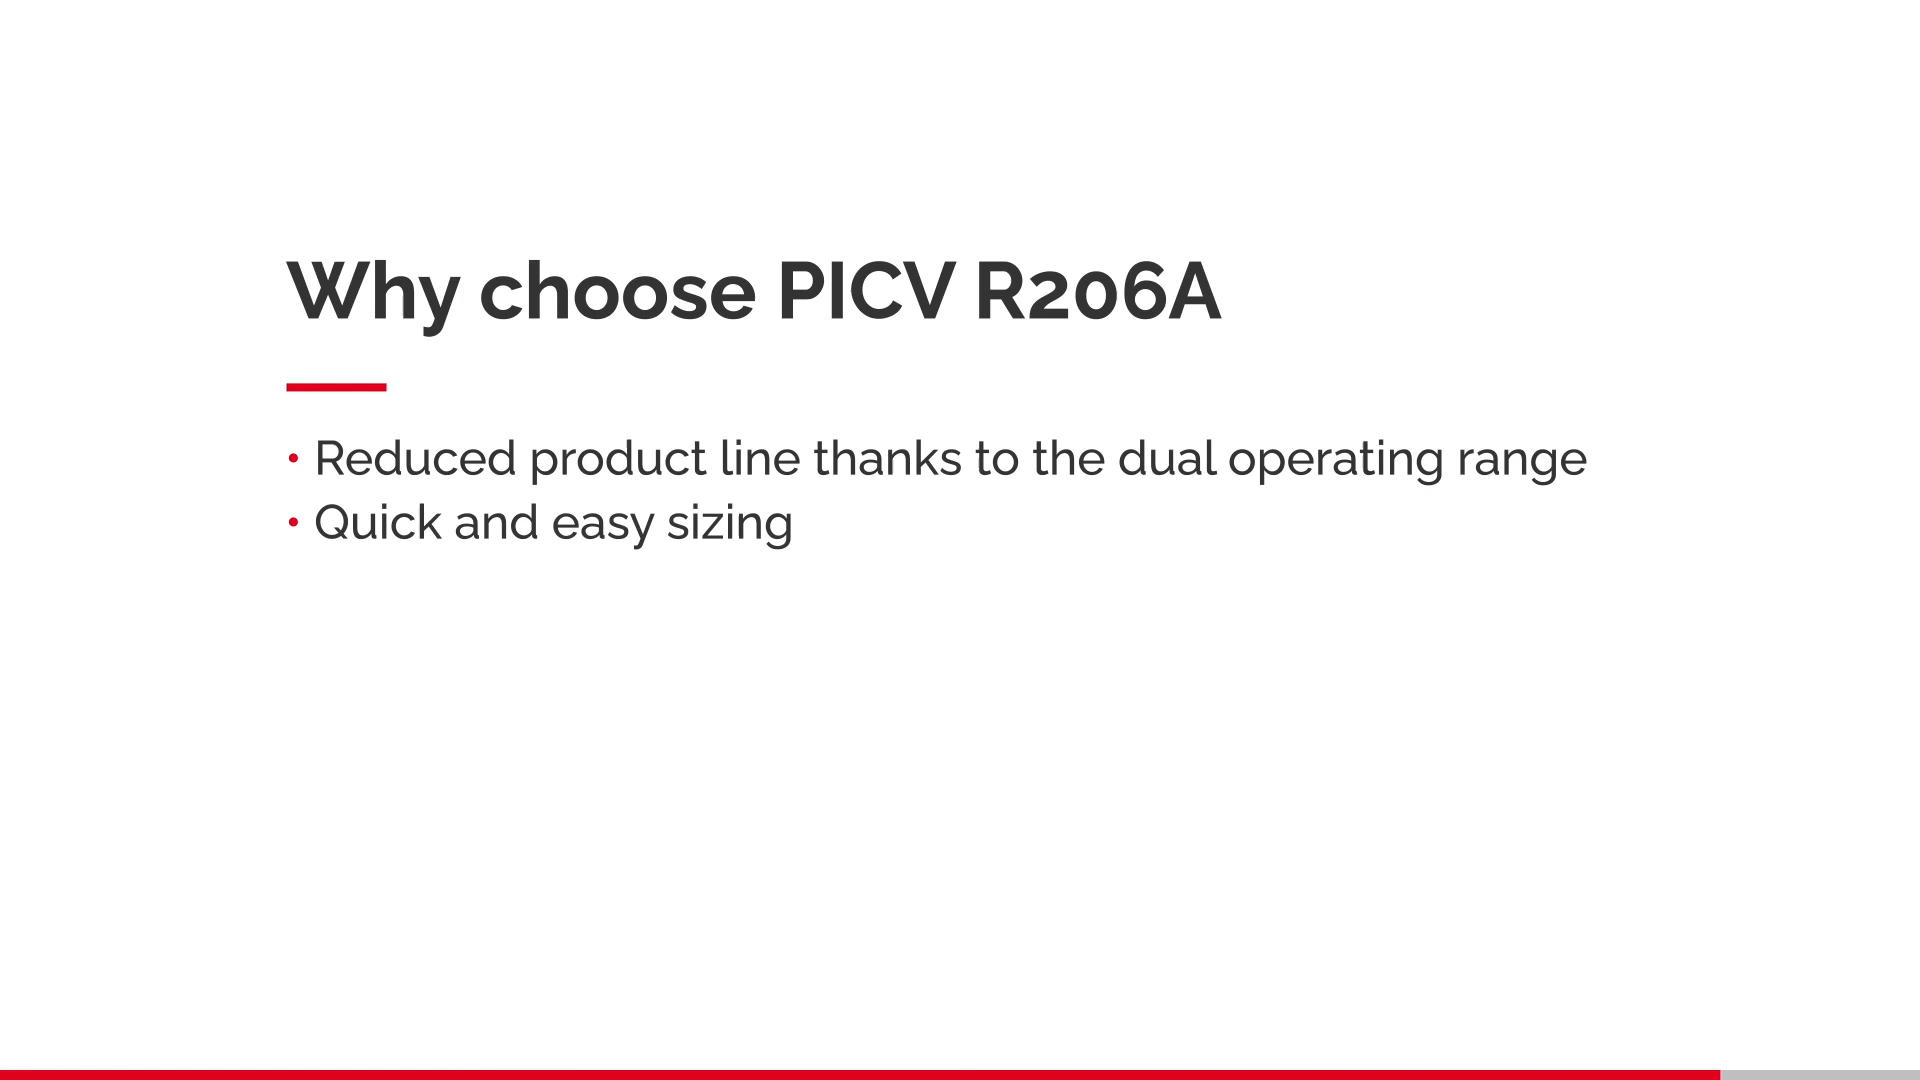 Why choose PICV R206A
• Reduced product line thanks to the dual operating range
• Quick and easy sizing